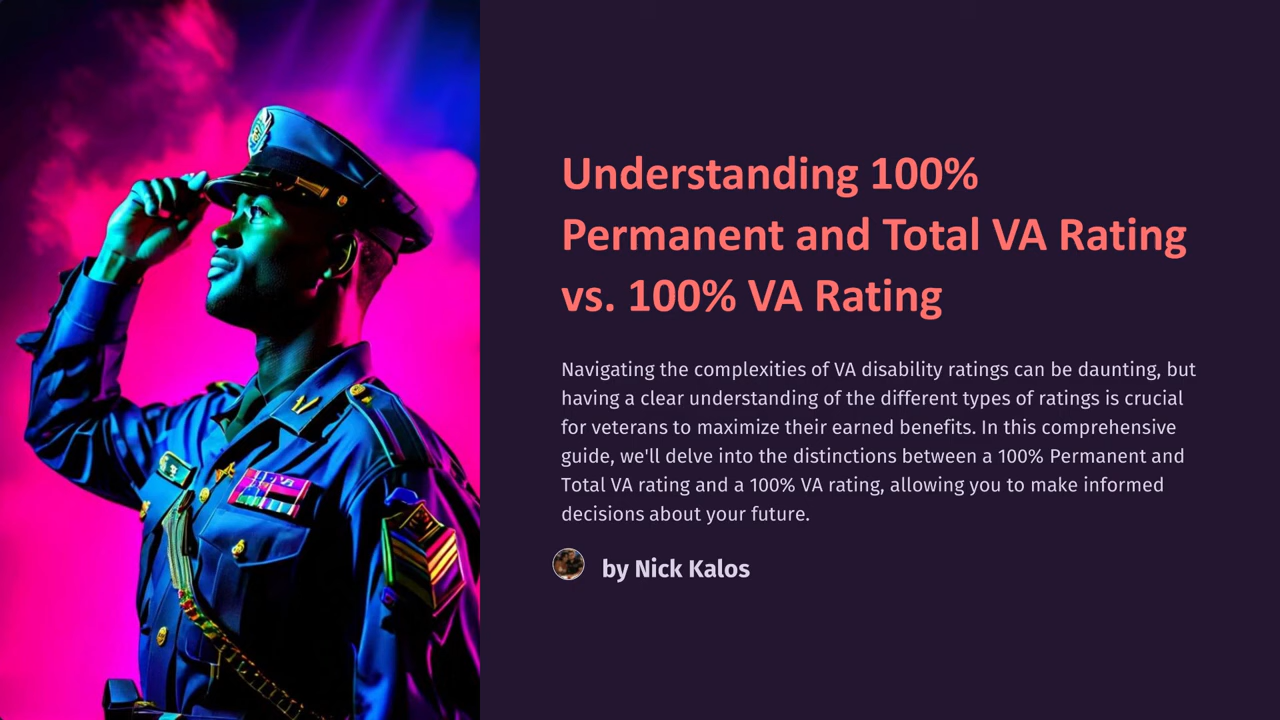 Understanding 100%
Permanent and Total VA Rating
vs. 100% VA Rating
Navigating the complexities of VA disability ratings can be daunting, but
having a clear understanding of the different types of ratings is crucial
for veterans to maximize their earned benefits. In this comprehensive
guide, we'll delve into the distinctions between a 100% Permanent and
Total VA rating and a 100% VA rating, allowing you to make informed
decisions about your future.
by Nick Kalos